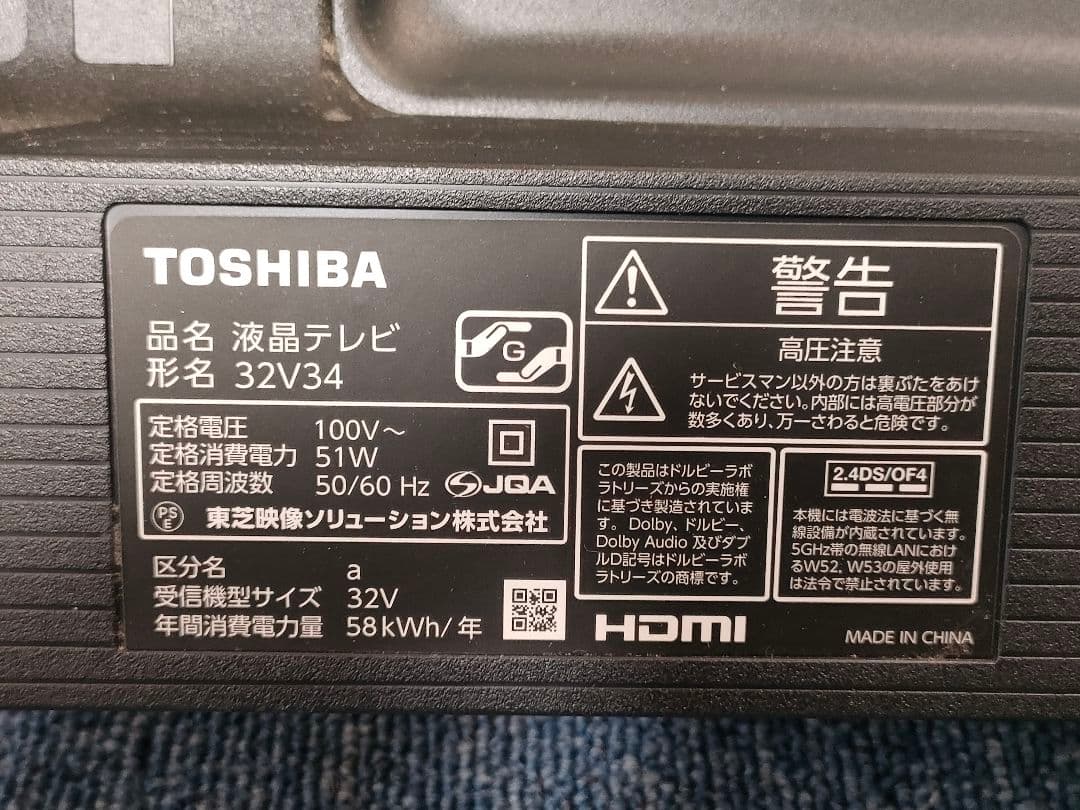 TOSHIBA
品名 液晶テレビ
形名 32V34
G
定格電圧 100V～
定格消費電力 51W
定格周波数 50/60 Hz JQA
PSE 東芝映像ソリューション株式会社
区分名 a
受信機型サイズ 32V
年間消費電力量 58kWh/年
警告
高圧注意
サービスマン以外の方は裏ぶたをあけ
ないでください。内部には高電圧部分が
数多くあり、万一さわると危険です。
この製品はドルビーラボ
ラトリーズからの実施権
に基づき製造されていま
す。Dolby、ドルビー、
Dolby Audio 及びダブ
ルD記号はドルビーラボ
ラトリーズの商標です。
2.4DS/OF4
本機には電波法に基づく無
線設備が内蔵されています。
5GHz帯の無線LANにおけ
るW52, W53の屋外使用
は法令で禁止されています。
HDMI
MADE IN CHINA